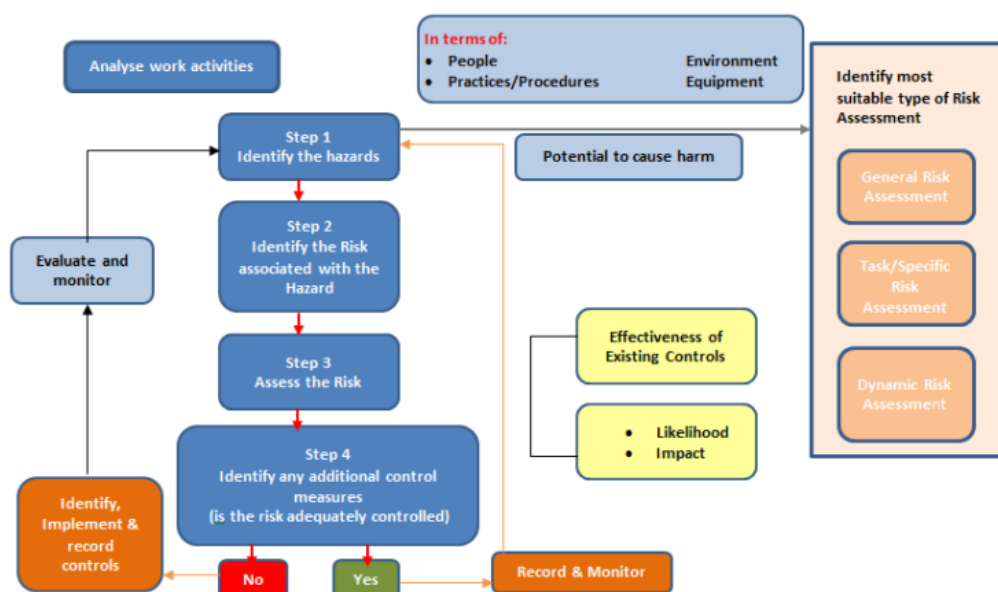 Analyse work activities
In terms of:
• People Environment
• Practices/Procedures Equipment
Identify most
suitable type of Risk
Assessment
General Risk
Assessment
Task/Specific
Risk
Assessment
Dynamic Risk
Assessment
Step 1
Identify the hazards
Potential to cause harm
Step 2
Identify the Risk
associated with the
Hazard
Evaluate and
monitor
Step 3
Assess the Risk
Effectiveness of
Existing Controls
• Likelihood
• Impact
Step 4
Identify any additional control
measures
(is the risk adequately controlled)
Identify,
Implement &
record
controls
No
Yes
Record & Monitor